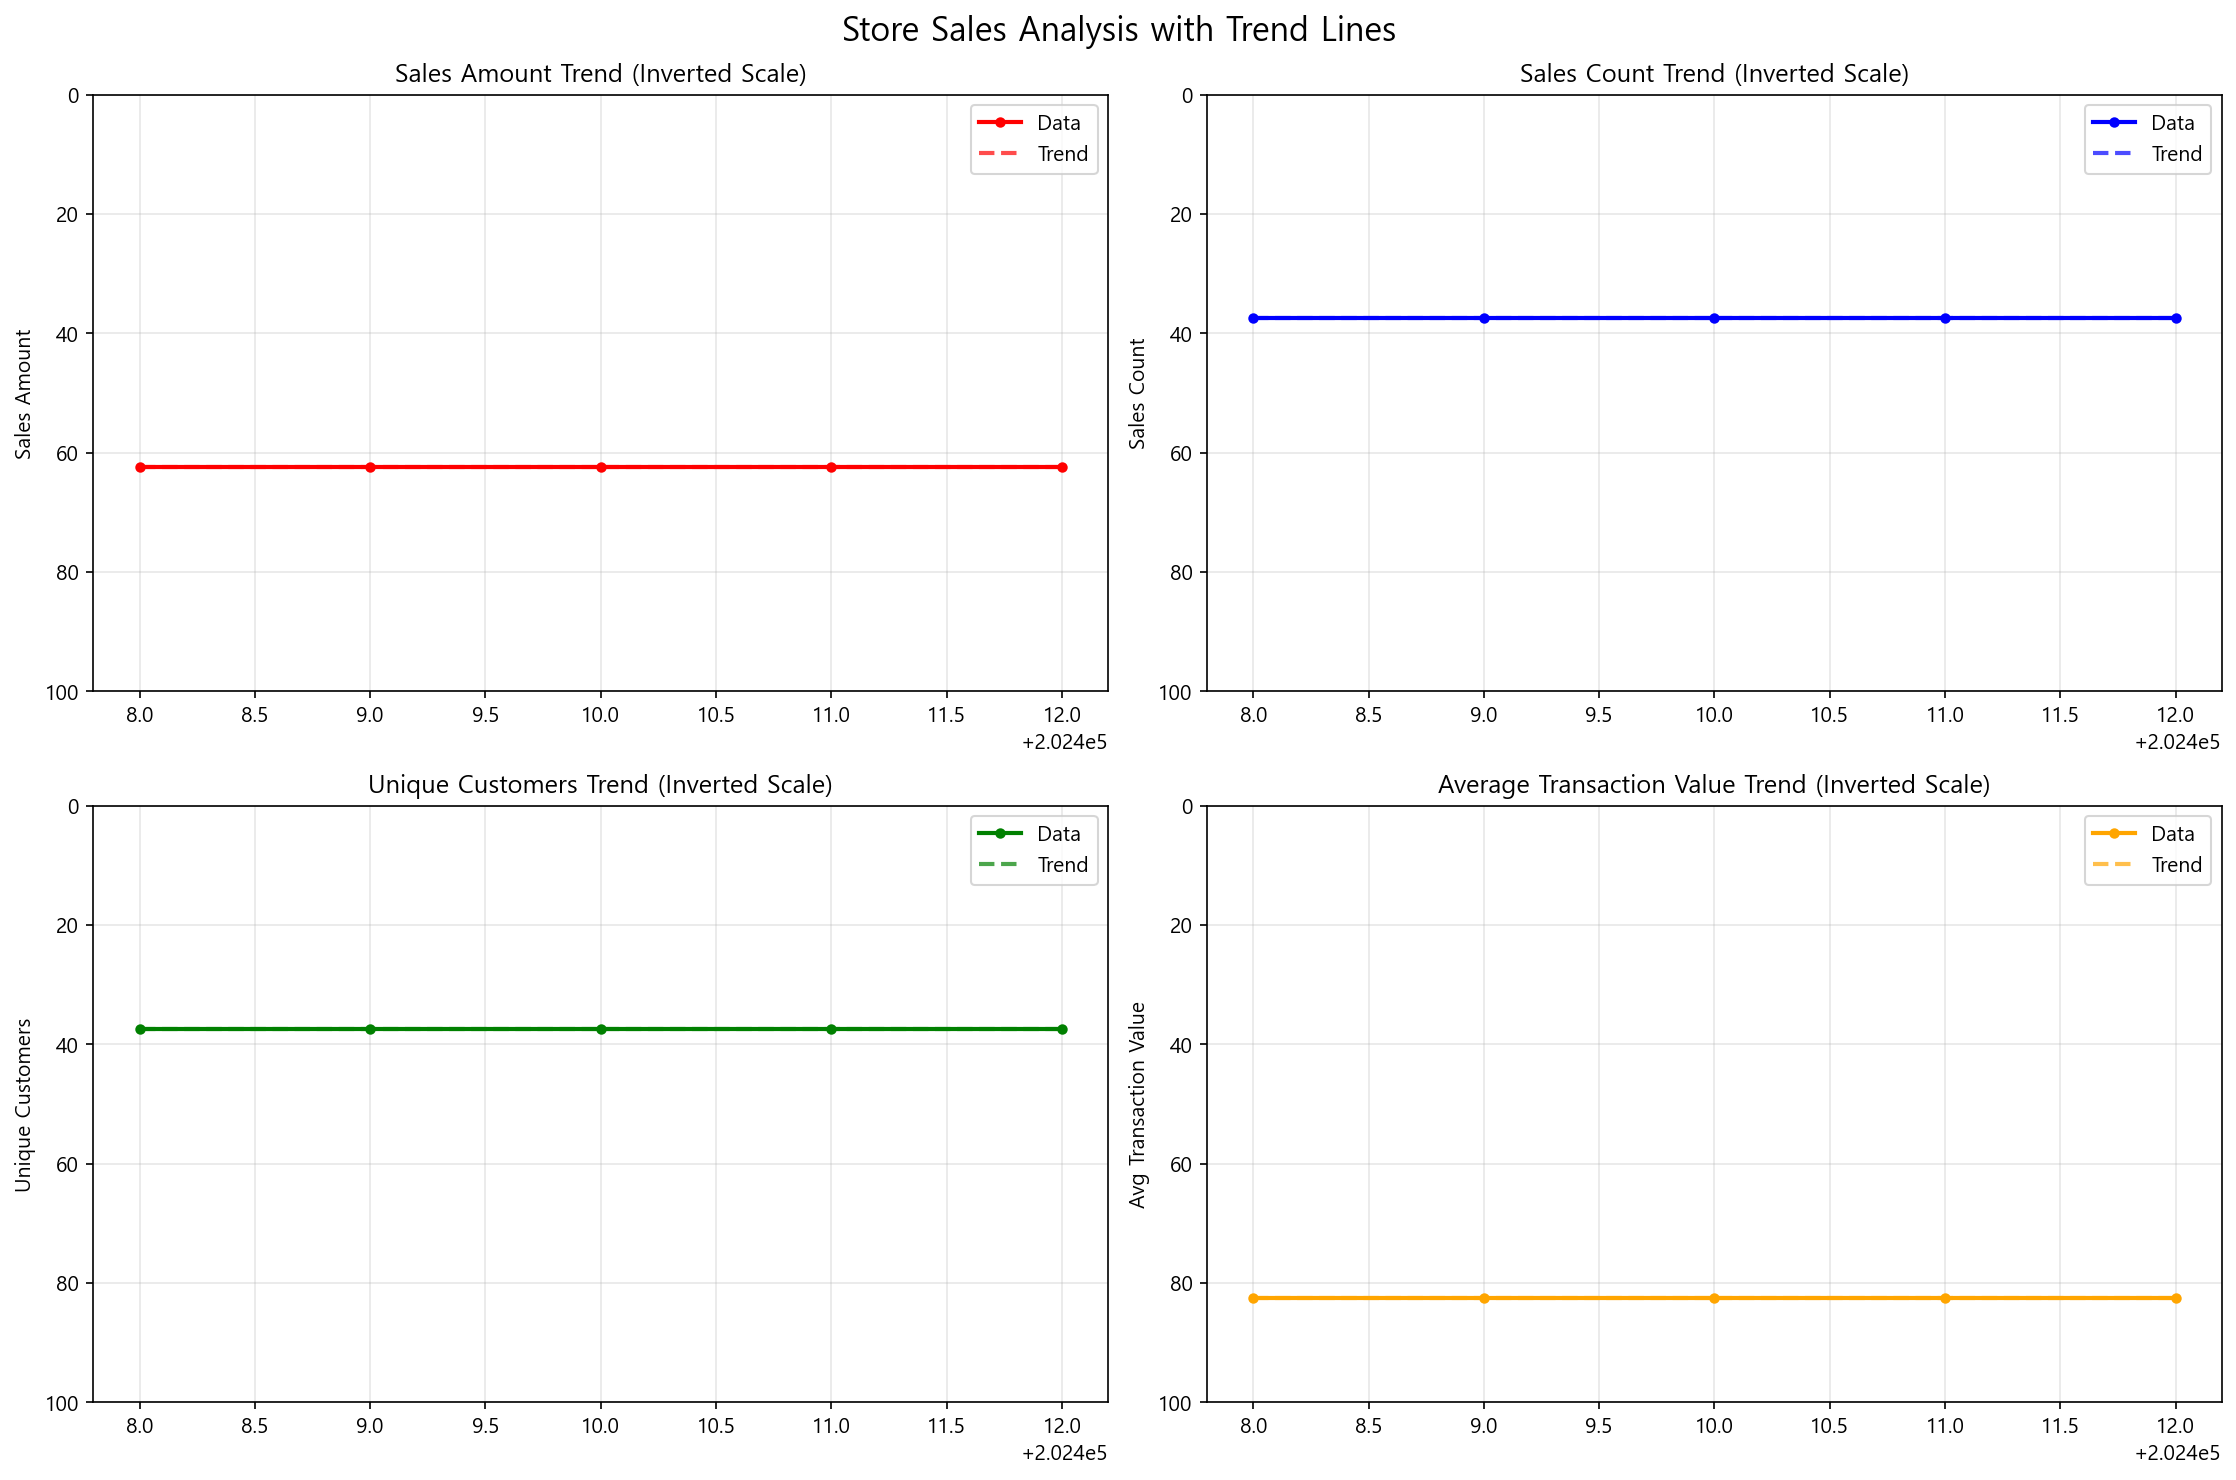 Store Sales Analysis with Trend Lines
Sales Amount Trend (Inverted Scale)
Sales Amount
0
20
40
60
80
100
Data
Trend
8.0 8.5 9.0 9.5 10.0 10.5 11.0 11.5 12.0
+2.024e5
Sales Count Trend (Inverted Scale)
Sales Count
0
20
40
60
80
100
Data
Trend
8.0 8.5 9.0 9.5 10.0 10.5 11.0 11.5 12.0
+2.024e5
Unique Customers Trend (Inverted Scale)
Unique Customers
0
20
40
60
80
100
Data
Trend
8.0 8.5 9.0 9.5 10.0 10.5 11.0 11.5 12.0
+2.024e5
Average Transaction Value Trend (Inverted Scale)
Avg Transaction Value
0
20
40
60
80
100
Data
Trend
8.0 8.5 9.0 9.5 10.0 10.5 11.0 11.5 12.0
+2.024e5